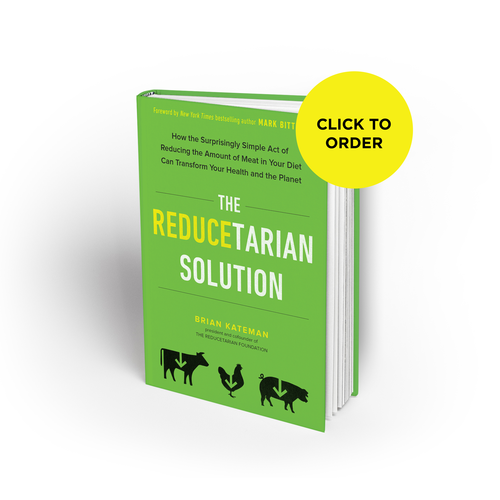 Foreword by New York Times bestselling author MARK BITT
How the Surprisingly Simple Act of
Reducing the Amount of Meat in Your Diet
Can Transform Your Health and the Planet
THE
REDUCETARIAN
SOLUTION
BRIAN KATEMAN
president and cofounder of
THE REDUCETARIAN FOUNDATION
CLICK TO
ORDER